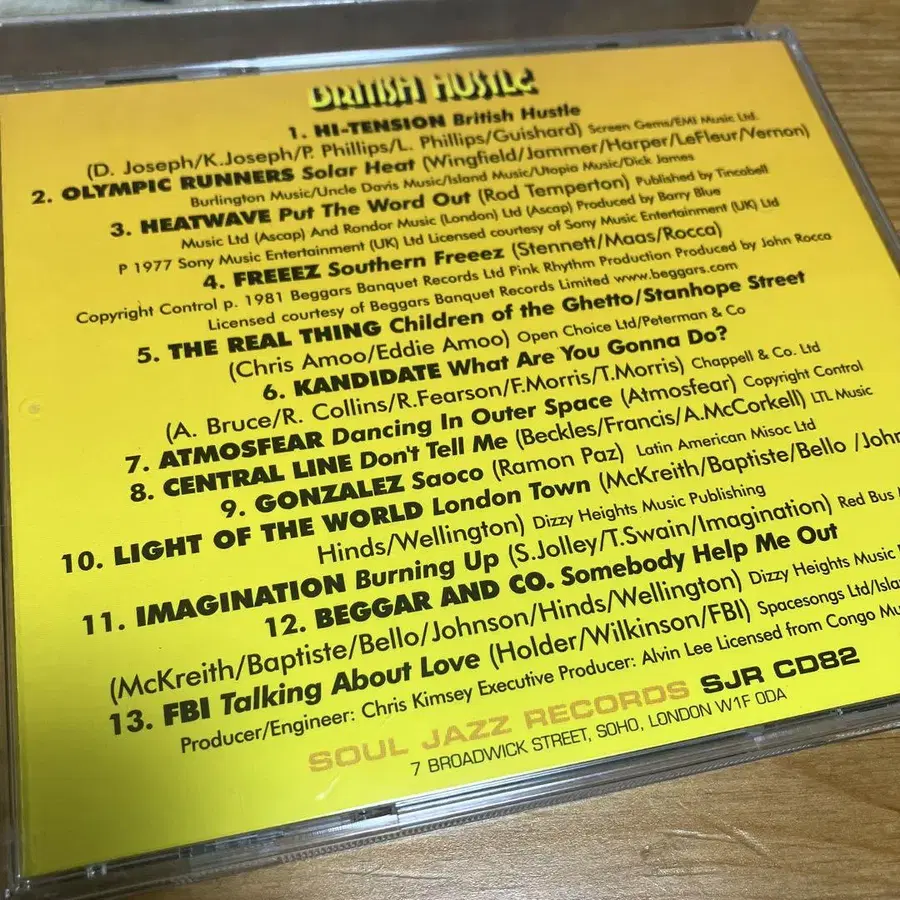 BRITISH HUSTLE
1. HI-TENSION British Hustle
(D. Joseph/K.Joseph/P. Phillips/L. Phillips/Guishard) Screen Gems/EMI Music Ltd.
2. OLYMPIC RUNNERS Solar Heat (Wingfield/Jammer/Harper/LeFleur/Vernon)
Burlington Music/Uncle Davis Music/Island Music/Utopia Music/Dick James
3. HEATWAVE Put The Word Out (Rod Temperton) Published by Tincabell
Music Ltd (Ascap) And Rondor Music (London) Ltd (Ascap) Produced by Barry Blue
P 1977 Sony Music Entertainment (UK) Ltd Licensed courtesy of Sony Music Entertainment (UK) Ltd
4. FREEEZ Southern Freeez (Stennett/Maas/Rocca)
Copyright Control p. 1981 Beggars Banquet Records Ltd Pink Rhythm Production Produced by John Rocca
Licensed courtesy of Beggars Banquet Records Limited www.beggars.com
5. THE REAL THING Children of the Ghetto/Stanhope Street
(Chris Amoo/Eddie Amoo) Open Choice Ltd/Peterman & Co
6. KANDIDATE What Are You Gonna Do?
(A. Bruce/R. Collins/R.Fearson/F.Morris/T.Morris) Chappell & Co. Ltd
7. ATMOSFEAR Dancing In Outer Space (Atmosfear) Copyright Control
8. CENTRAL LINE Don't Tell Me (Beckles/Francis/A.McCorkell) LTL Music
9. GONZALEZ Saoco (Ramon Paz) Latin American Misoc Ltd
10. LIGHT OF THE WORLD London Town (McKreith/Baptiste/Bello /John
Hinds/Wellington) Dizzy Heights Music Publishing
11. IMAGINATION Burning Up (S.Jolley/T.Swain/Imagination) Red Bus
12. BEGGAR AND CO. Somebody Help Me Out
(McKreith/Baptiste/Bello/Johnson/Hinds/Wellington) Dizzy Heights Music
13. FBI Talking About Love (Holder/Wilkinson/FBI) Spacesongs Ltd/Islan
Producer/Engineer: Chris Kimsey Executive Producer: Alvin Lee Licensed from Congo Mu
SOUL JAZZ RECORDS SJR CD82
7 BROADWICK STREET, SOHO, LONDON W1F 0DA